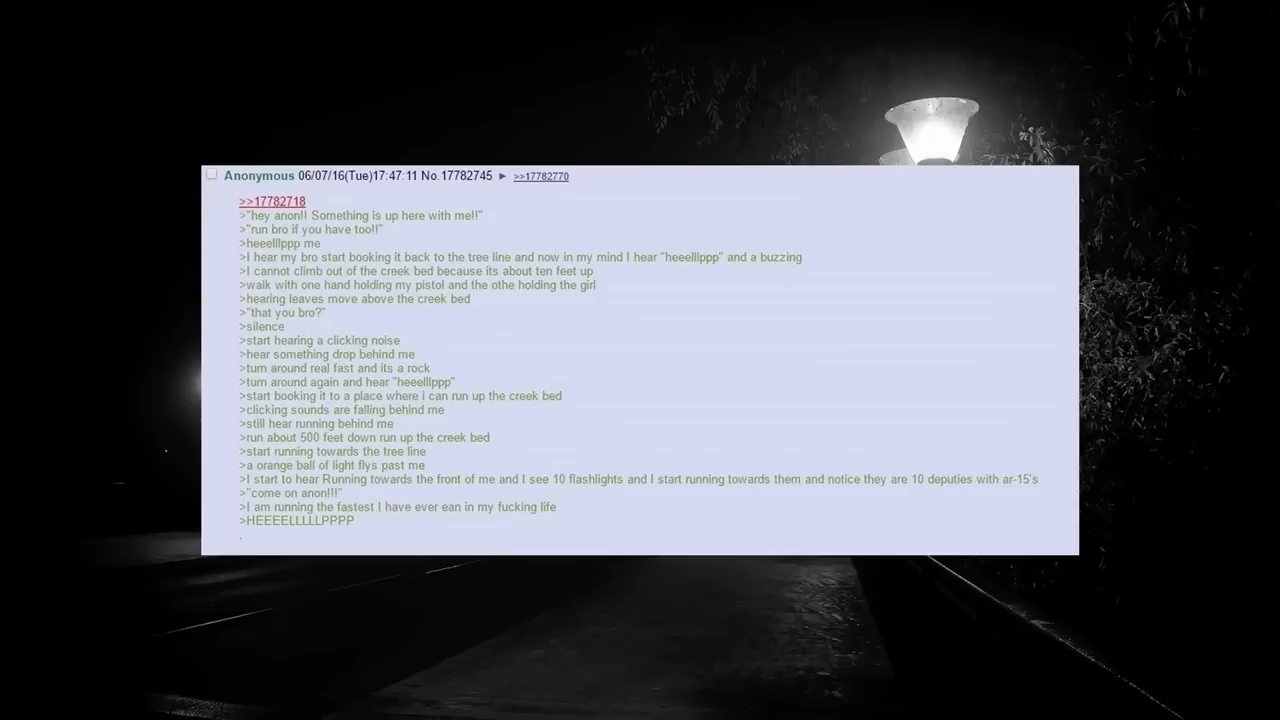 Anonymous 06/07/16(Tue)17:47:11 No.17782745 ▶ >>17782770
>>17782718
>"hey anon!! Something is up here with me!!"
>"run bro if you have too!!"
>heeelllppp me
>I hear my bro start booking it back to the tree line and now in my mind I hear "heeelllppp" and a buzzing
>I cannot climb out of the creek bed because its about ten feet up
>walk with one hand holding my pistol and the othe holding the girl
>hearing leaves move above the creek bed
>"that you bro?"
>silence
>start hearing a clicking noise
>hear something drop behind me
>turn around real fast and its a rock
>turn around again and hear "heeelllppp"
>start booking it to a place where i can run up the creek bed
>clicking sounds are falling behind me
>still hear running behind me
>run about 500 feet down run up the creek bed
>start running towards the tree line
>a orange ball of light flys past me
>I start to hear Running towards the front of me and I see 10 flashlights and I start running towards them and notice they are 10 deputies with ar-15's
>"come on anon!!!"
>I am running the fastest I have ever ean in my fucking life
>HEEEELLLLLPPPP
.